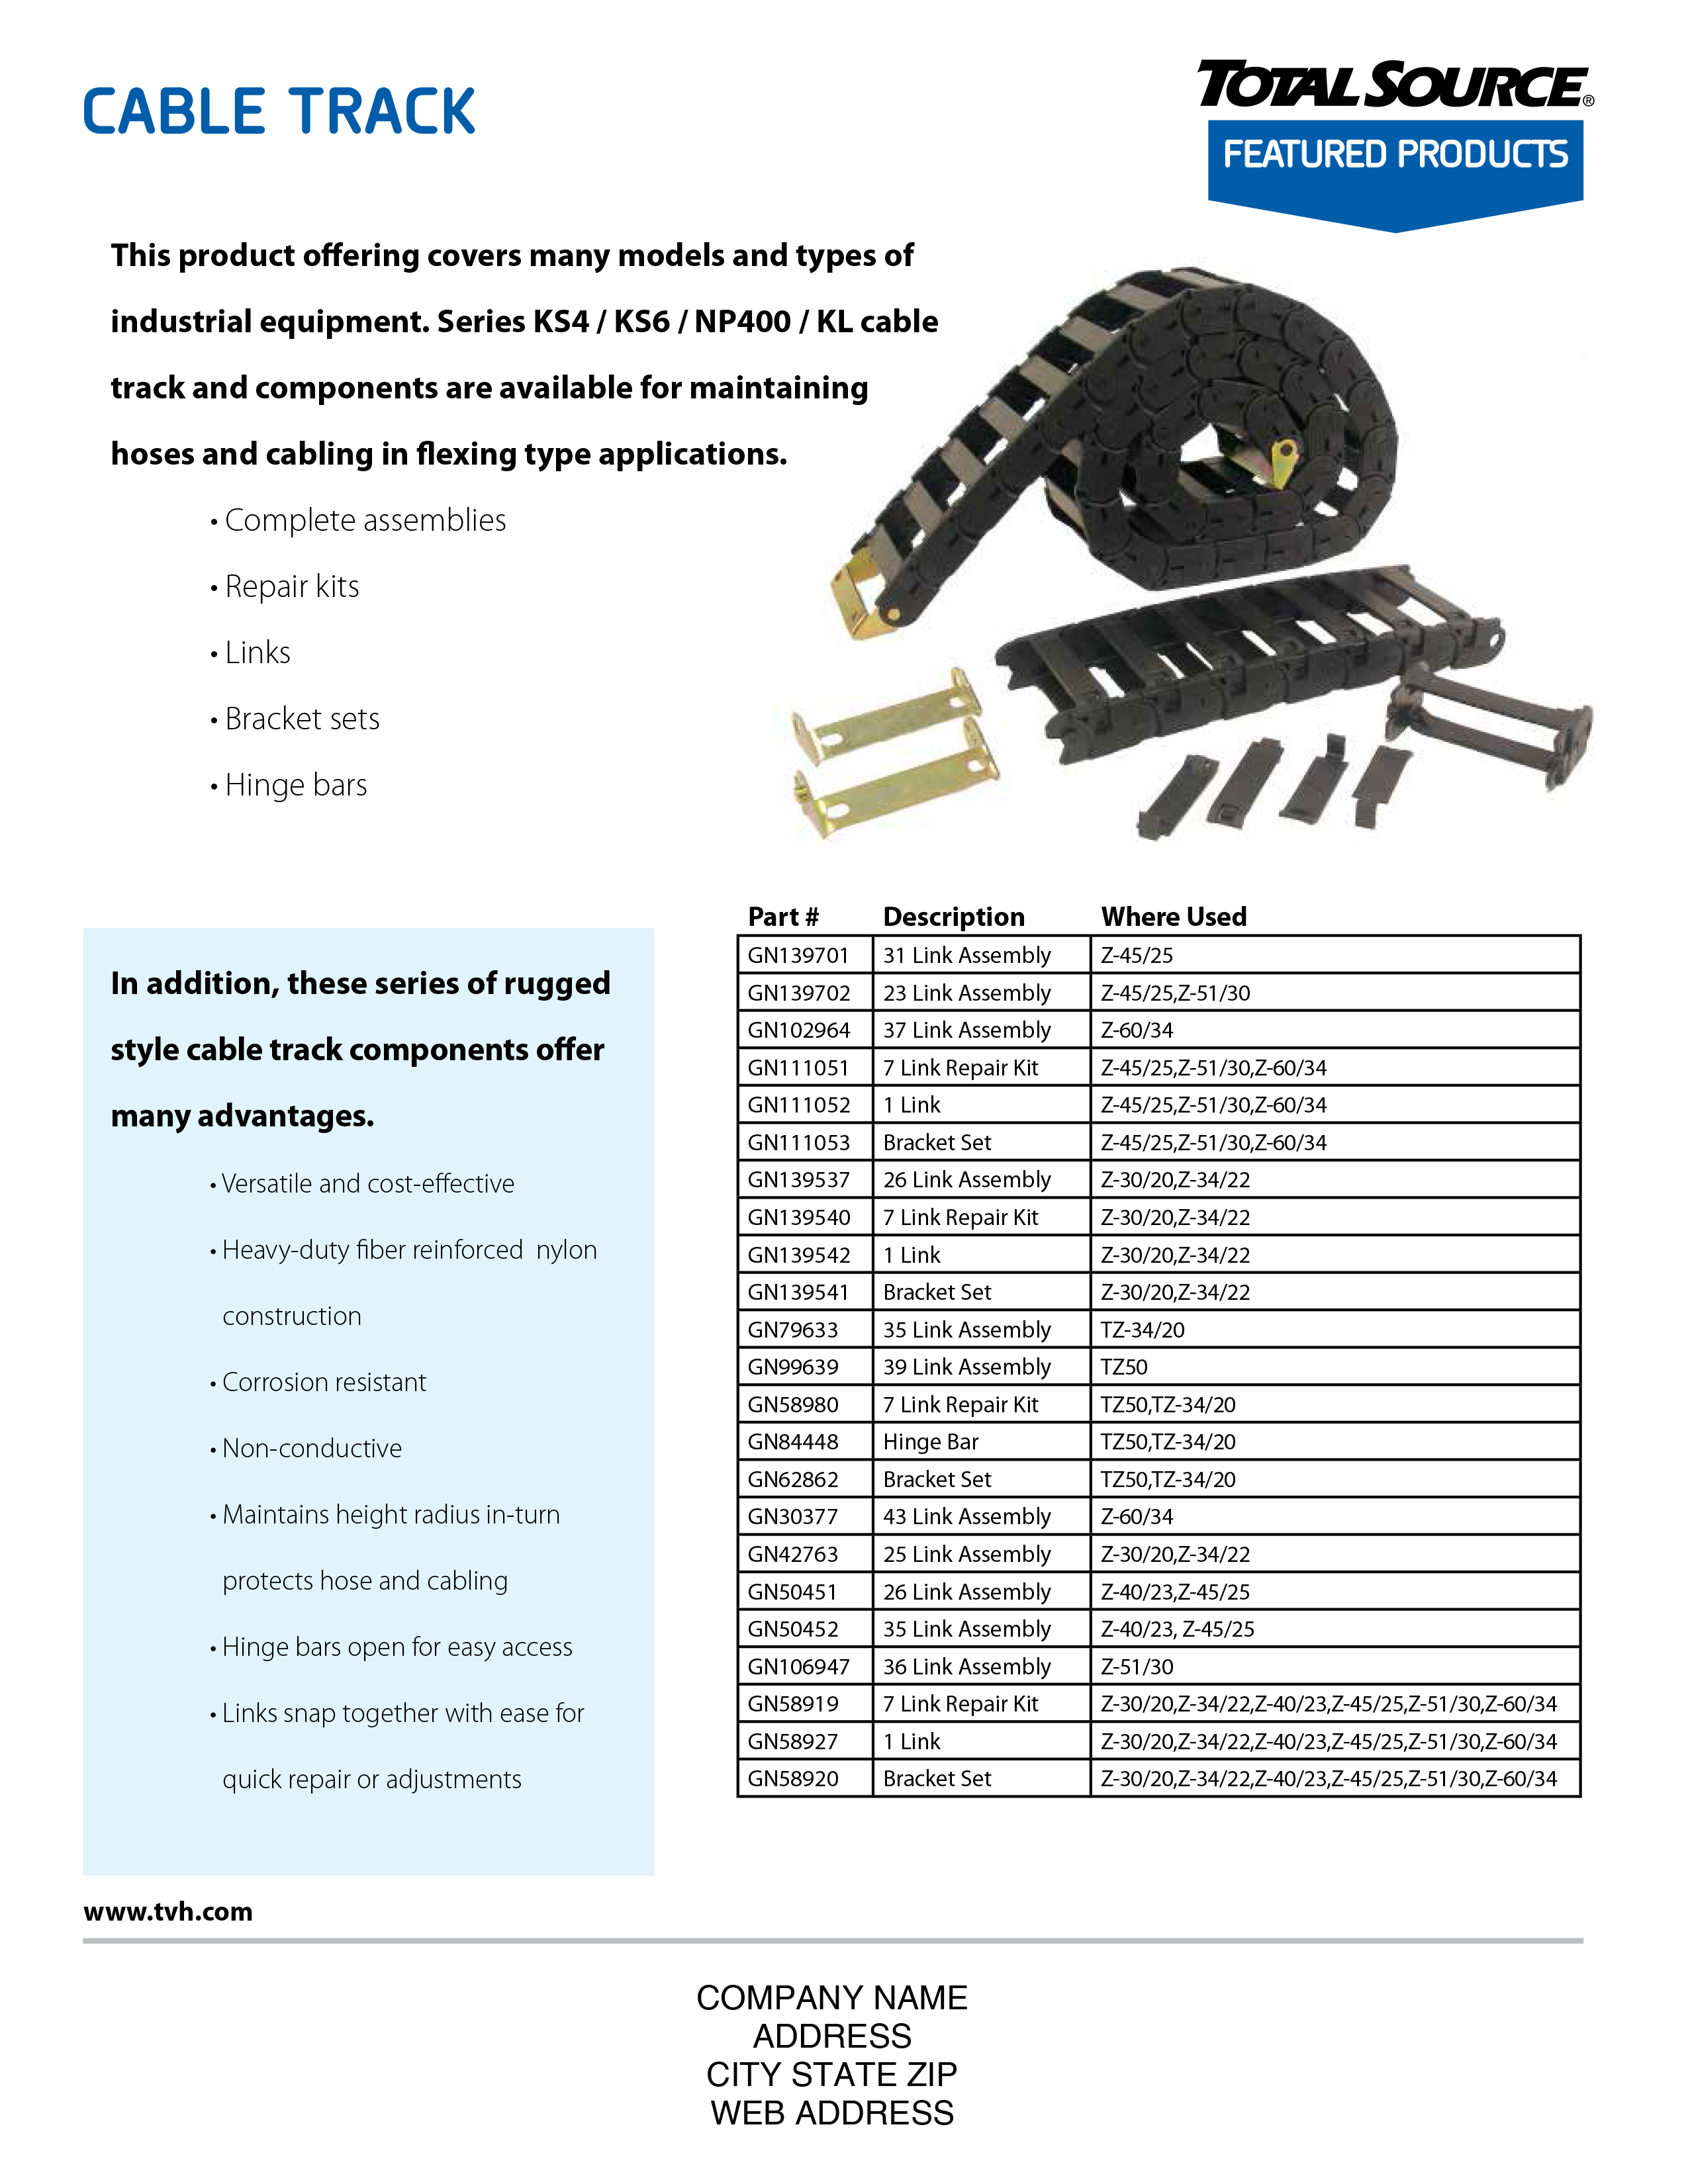 CABLE TRACK
TOTALSOURCE®
FEATURED PRODUCTS
This product offering covers many models and types of
industrial equipment. Series KS4 / KS6 / NP400 / KL cable
track and components are available for maintaining
hoses and cabling in flexing type applications.
• Complete assemblies
• Repair kits
• Links
• Bracket sets
• Hinge bars
In addition, these series of rugged
style cable track components offer
many advantages.
• Versatile and cost-effective
• Heavy-duty fiber reinforced  nylon
construction
• Corrosion resistant
• Non-conductive
• Maintains height radius in-turn
protects hose and cabling
• Hinge bars open for easy access
• Links snap together with ease for
quick repair or adjustments
Part # Description Where Used
GN139701 31 Link Assembly Z-45/25
GN139702 23 Link Assembly Z-45/25,Z-51/30
GN102964 37 Link Assembly Z-60/34
GN111051 7 Link Repair Kit Z-45/25,Z-51/30,Z-60/34
GN111052 1 Link Z-45/25,Z-51/30,Z-60/34
GN111053 Bracket Set Z-45/25,Z-51/30,Z-60/34
GN139537 26 Link Assembly Z-30/20,Z-34/22
GN139540 7 Link Repair Kit Z-30/20,Z-34/22
GN139542 1 Link Z-30/20,Z-34/22
GN139541 Bracket Set Z-30/20,Z-34/22
GN79633 35 Link Assembly TZ-34/20
GN99639 39 Link Assembly TZ50
GN58980 7 Link Repair Kit TZ50,TZ-34/20
GN84448 Hinge Bar TZ50,TZ-34/20
GN62862 Bracket Set TZ50,TZ-34/20
GN30377 43 Link Assembly Z-60/34
GN42763 25 Link Assembly Z-30/20,Z-34/22
GN50451 26 Link Assembly Z-40/23,Z-45/25
GN50452 35 Link Assembly Z-40/23, Z-45/25
GN106947 36 Link Assembly Z-51/30
GN58919 7 Link Repair Kit Z-30/20,Z-34/22,Z-40/23,Z-45/25,Z-51/30,Z-60/34
GN58927 1 Link Z-30/20,Z-34/22,Z-40/23,Z-45/25,Z-51/30,Z-60/34
GN58920 Bracket Set Z-30/20,Z-34/22,Z-40/23,Z-45/25,Z-51/30,Z-60/34
www.tvh.com
COMPANY NAME
ADDRESS
CITY STATE ZIP
WEB ADDRESS